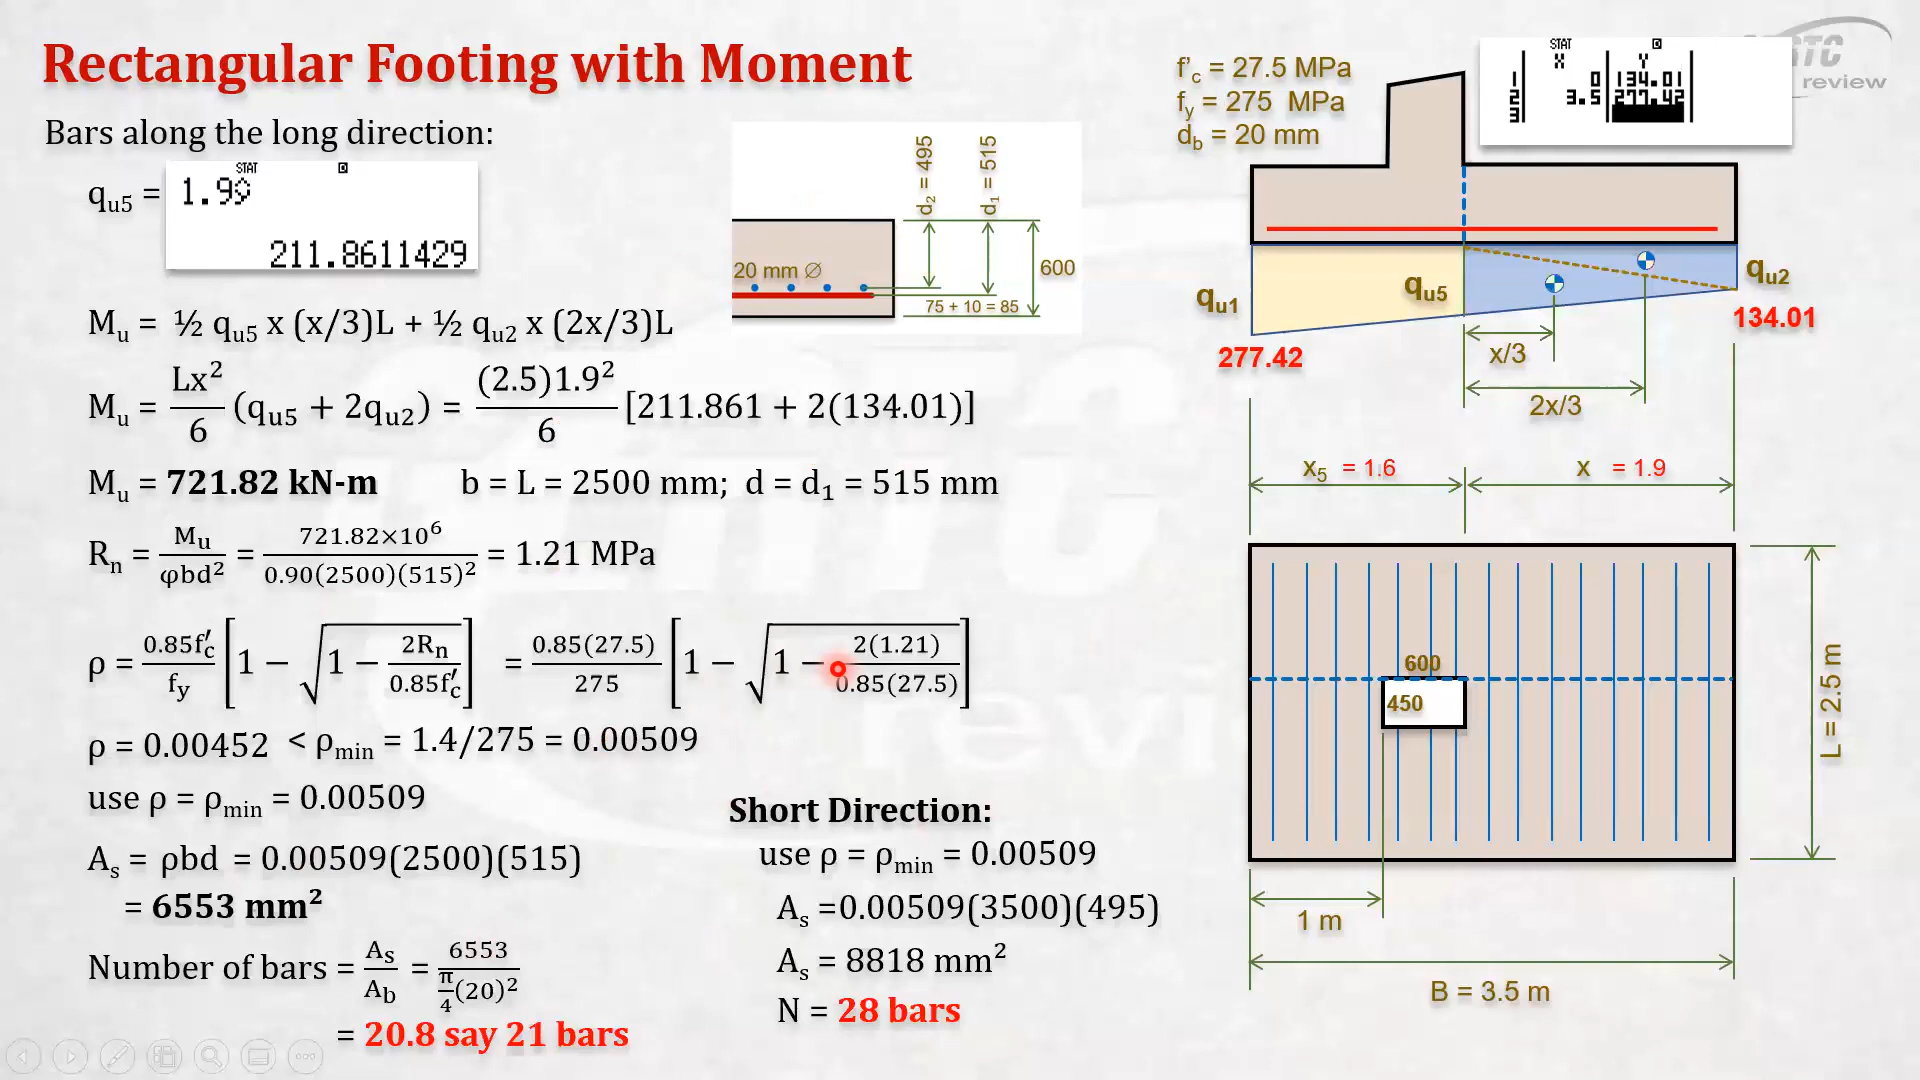 Rectangular Footing with Moment
Bars along the long direction:
q_u5 =
STAT D
1.9ŷ
211.8611429
M_u = ½ q_u5 x (x/3)L + ½ q_u2 x (2x/3)L
M_u = Lx²/6 (q_u5 + 2q_u2) = (2.5)1.9²/6 [211.861 + 2(134.01)]
M_u = 721.82 kN-m b = L = 2500 mm; d = d₁ = 515 mm
R_n = M_u/φbd² = 721.82×10⁶/0.90(2500)(515)² = 1.21 MPa
ρ = 0.85f'_c/f_y [1 − √(1 − 2R_n/0.85f'_c)] = 0.85(27.5)/275 [1 − √(1 − 2(1.21)/0.85(27.5))]
ρ = 0.00452 < ρ_min = 1.4/275 = 0.00509
use ρ = ρ_min = 0.00509
A_s = ρbd = 0.00509(2500)(515)
= 6553 mm²
Number of bars = A_s/A_b = 6553/(π/4(20)²)
= 20.8 say 21 bars
Short Direction:
use ρ = ρ_min = 0.00509
A_s =0.00509(3500)(495)
A_s = 8818 mm²
N = 28 bars
d₂ = 495
d₁ = 515
20 mm ∅
600
75 + 10 = 85
f'_c = 27.5 MPa
f_y = 275 MPa
d_b = 20 mm
STAT D
X Y
1 0 134.01
2 3.5 277.42
3
review
q_u1
q_u5
q_u2
277.42
134.01
x/3
2x/3
x₅ = 1.6
x = 1.9
600
450
L = 2.5 m
1 m
B = 3.5 m